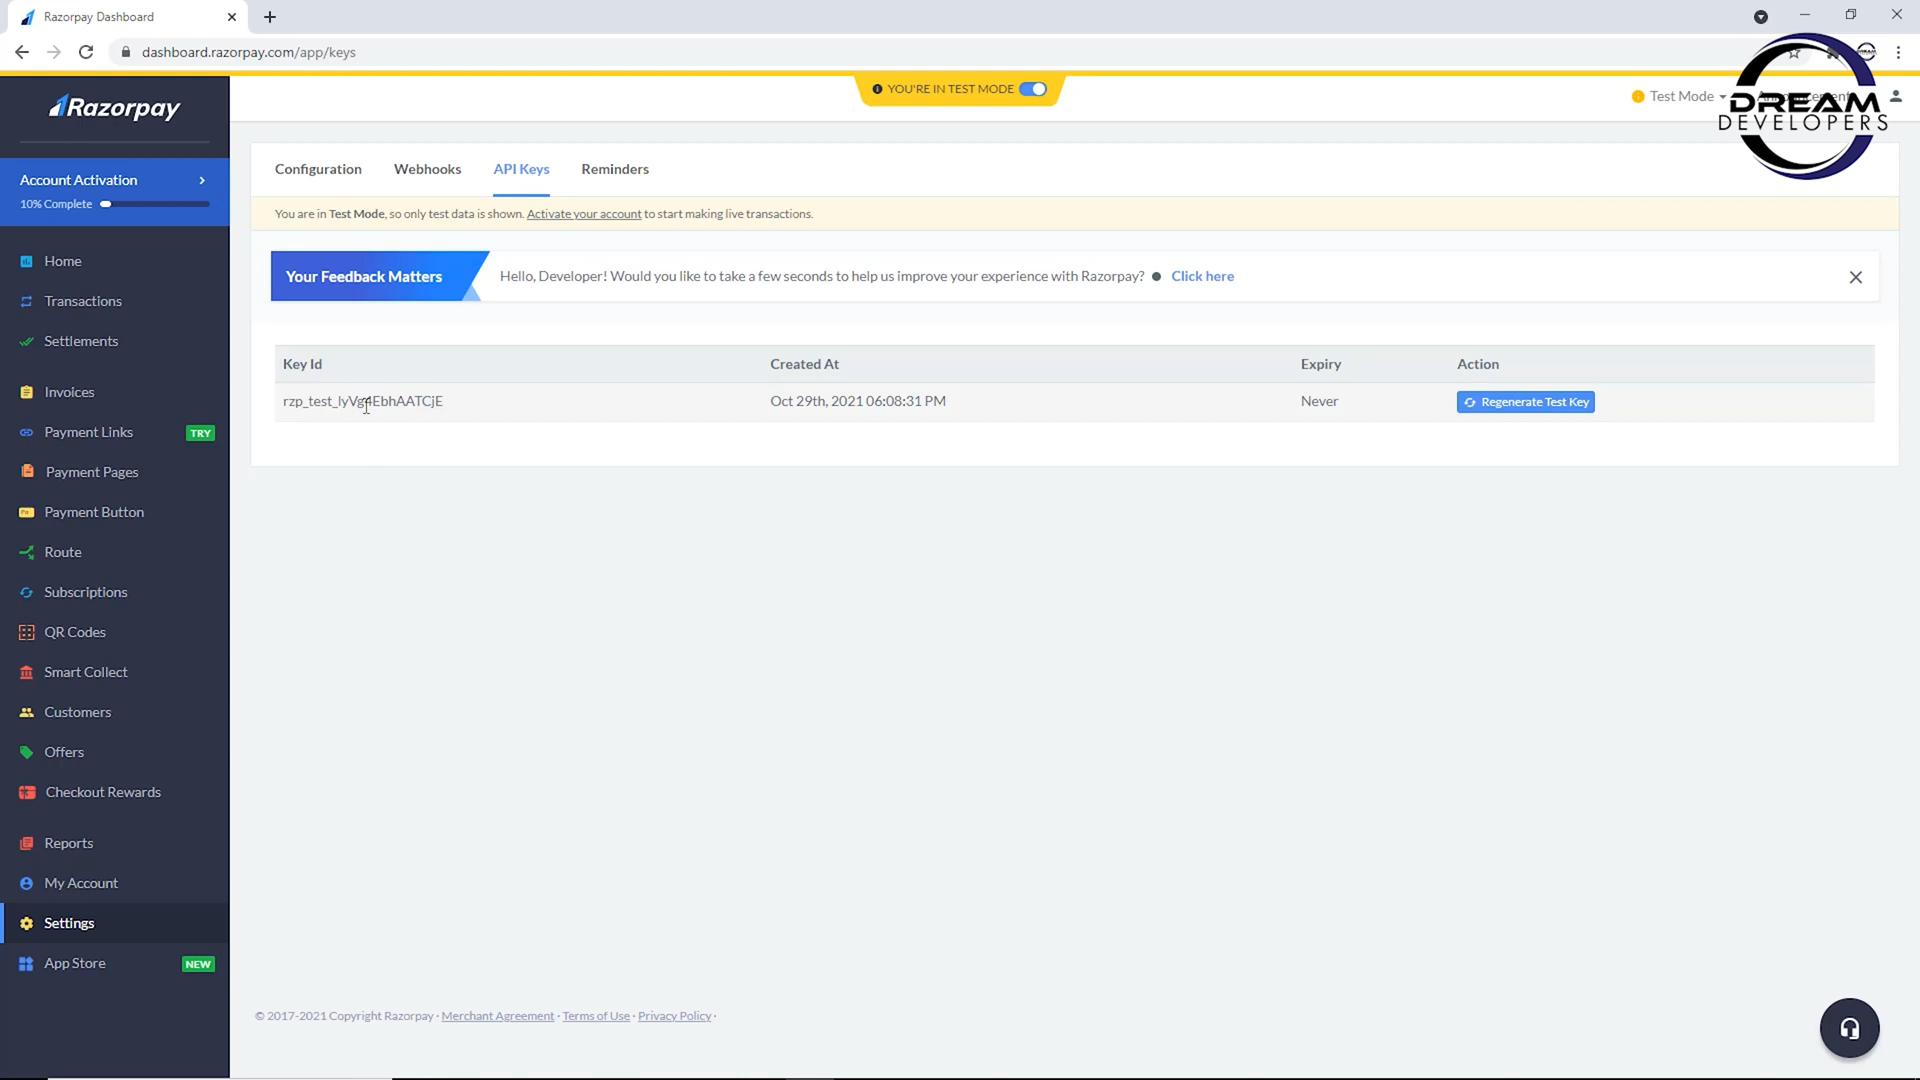 Razorpay Dashboard
dashboard.razorpay.com/app/keys
YOU'RE IN TEST MODE
Test Mode
DREAM
DEVELOPERS
Razorpay
Account Activation
10% Complete
Home
Transactions
Settlements
Invoices
Payment Links TRY
Payment Pages
Payment Button
Route
Subscriptions
QR Codes
Smart Collect
Customers
Offers
Checkout Rewards
Reports
My Account
Settings
App Store NEW
Configuration Webhooks API Keys Reminders
You are in Test Mode, so only test data is shown. Activate your account to start making live transactions.
Your Feedback Matters Hello, Developer! Would you like to take a few seconds to help us improve your experience with Razorpay? Click here
Key Id Created At Expiry Action
Oct 29th, 2021 06:08:31 PM Never Regenerate Test Key
© 2017-2021 Copyright Razorpay · Merchant Agreement · Terms of Use · Privacy Policy ·